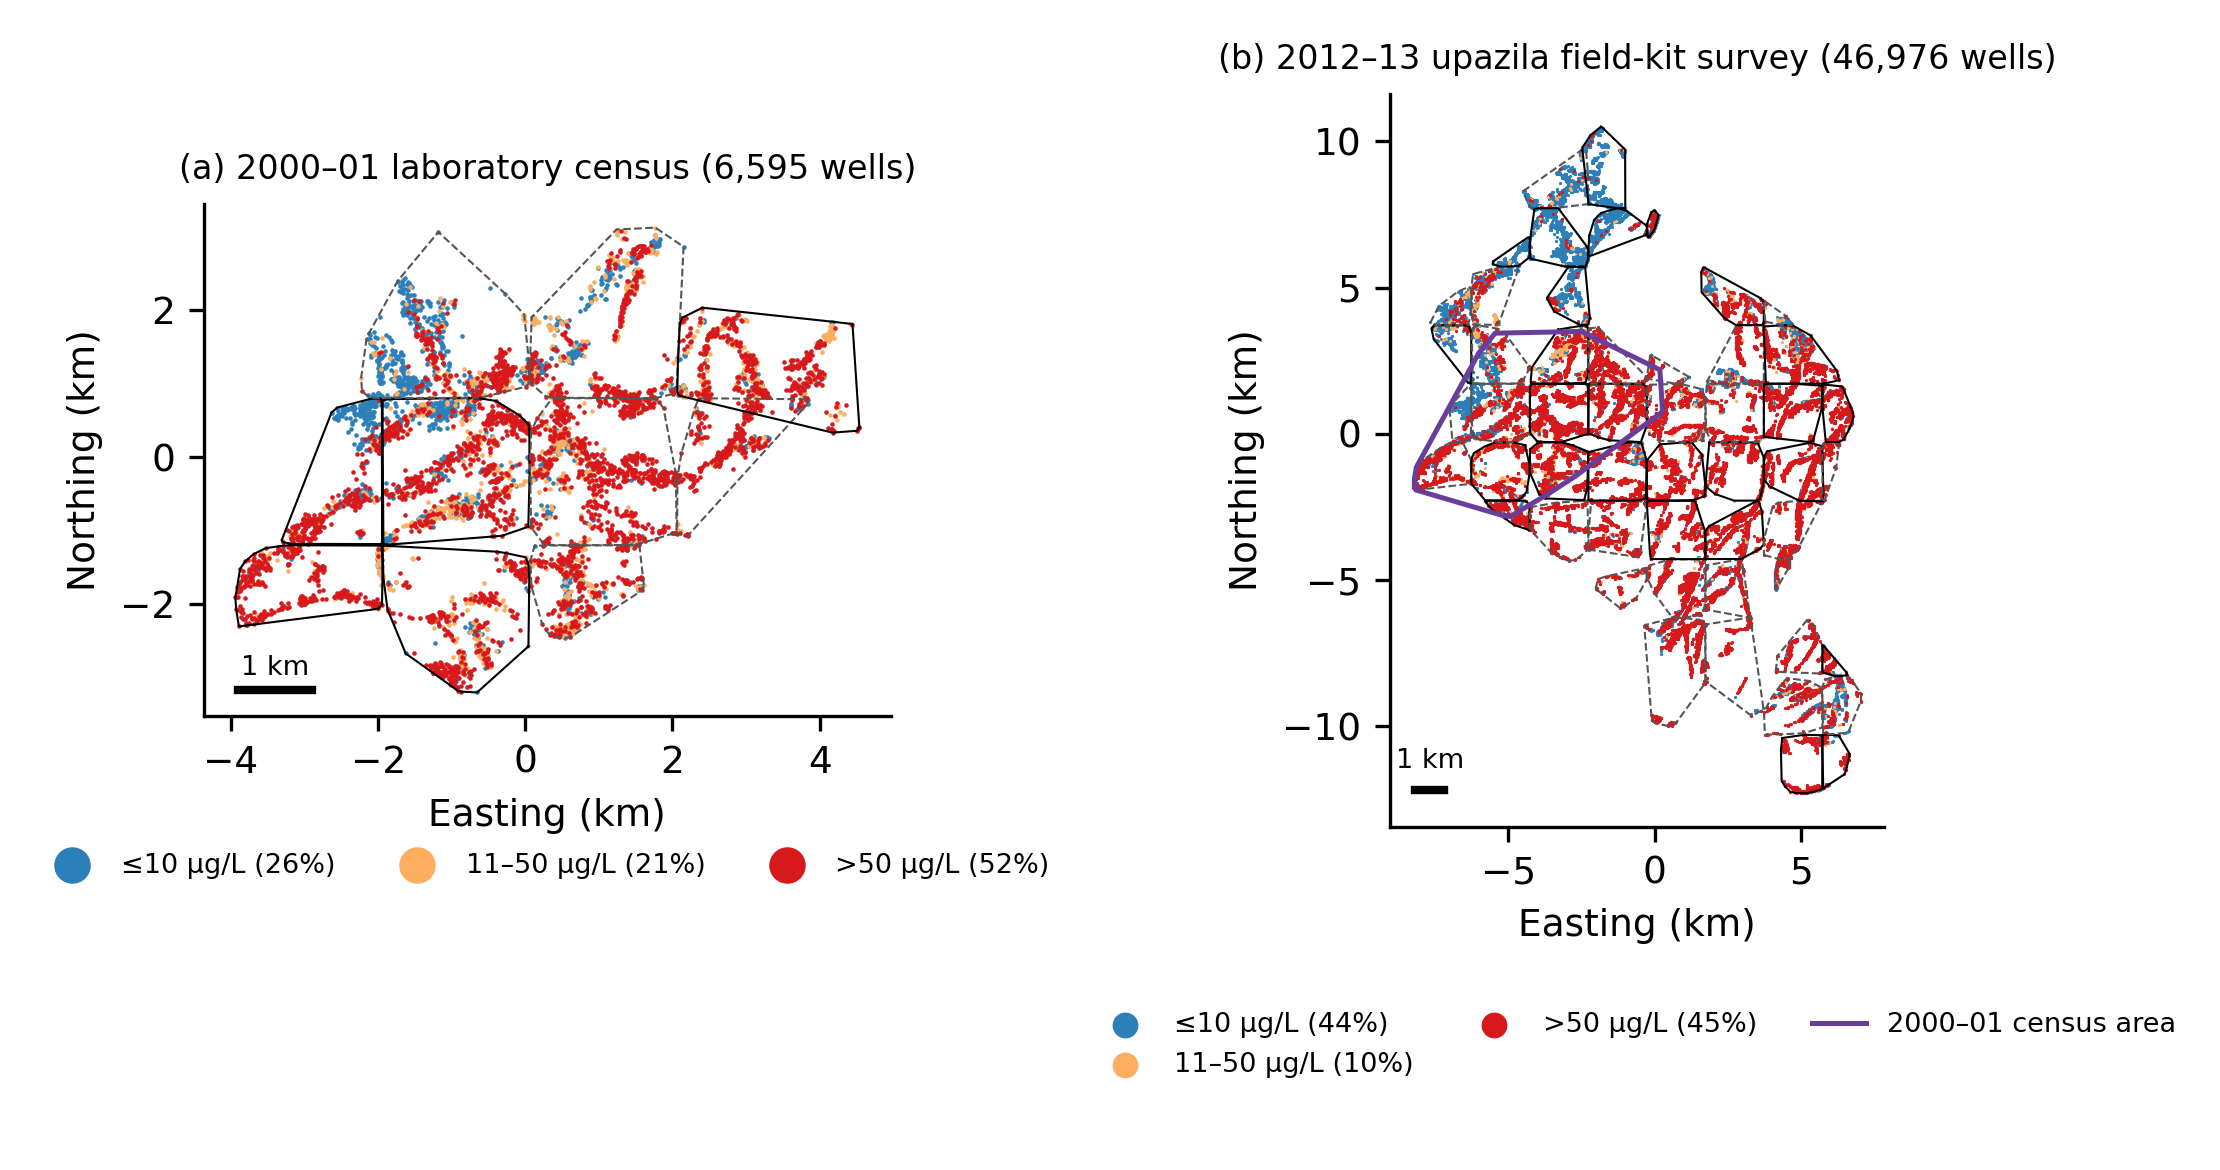 (a) 2000–01 laboratory census (6,595 wells)
Northing (km)
2
0
−2
1 km
−4
−2
0
2
4
Easting (km)
≤10 µg/L (26%)
11–50 µg/L (21%)
>50 µg/L (52%)
(b) 2012–13 upazila field-kit survey (46,976 wells)
Northing (km)
10
5
0
−5
−10
1 km
−5
0
5
Easting (km)
≤10 µg/L (44%)
11–50 µg/L (10%)
>50 µg/L (45%)
2000–01 census area